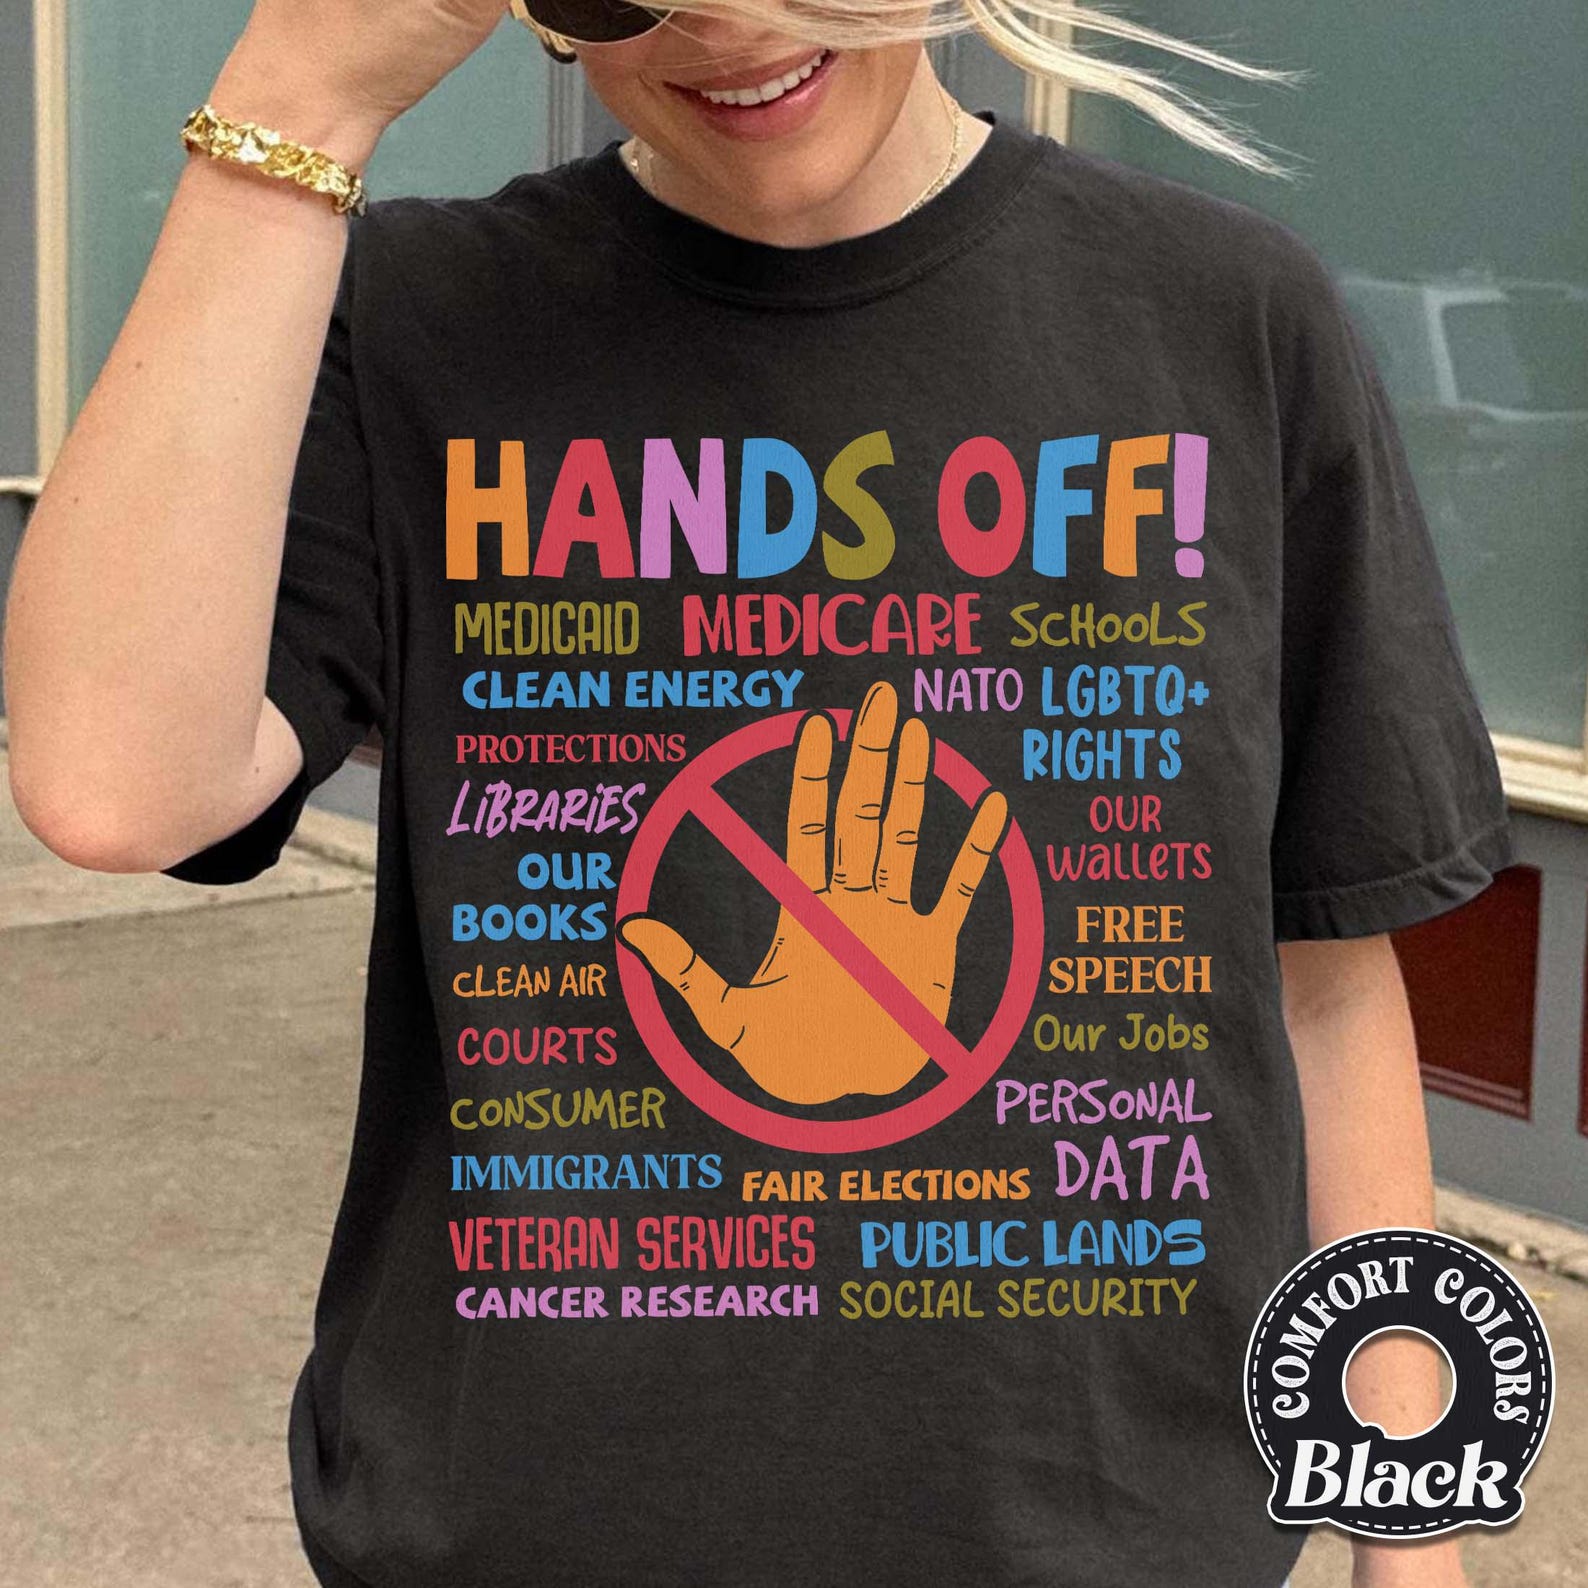 HANDS OFF!
MEDICAID MEDICARE SCHOOLS
CLEAN ENERGY NATO LGBTQ+
RIGHTS
PROTECTIONS
LiBRARiES
OUR
WaLLETS
OUR
BOOKS
FREE
SPEECH
CLEAN AIR
COURTS
Our Jobs
CONSUMER
PERSONAL
DATA
IMMIGRANTS FAIR ELECTIONS
VETERAN SERVICES PUBLIC LANDS
CANCER RESEARCH SOCIAL SECURITY
COMFORT COLORS
Black